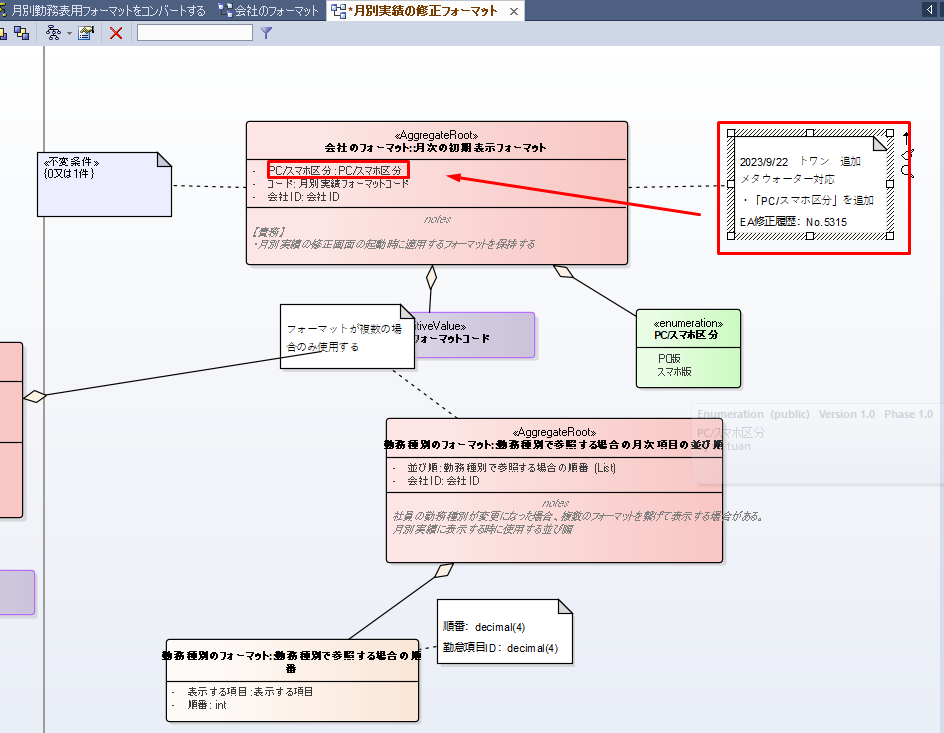 月別勤務表用フォーマットをコンバートする
会社のフォーマット
*月別実績の修正フォーマット
«不変条件»
{0又は1件}
«AggregateRoot»
会社のフォーマット::月次の初期表示フォーマット
- PC/スマホ区分 : PC/スマホ区分
- コード: 月別実績フォーマットコード
- 会社ID: 会社ID
notes
【責務】
・月別実績の修正画面の起動時に適用するフォーマットを保持する
2023/9/22 トワン 追加
メタウォーター対応
・「PC/スマホ区分」を追加
EA修正履歴: No.5315
フォーマットが複数の場
合のみ使用する
itiveValue»
フォーマットコード
«enumeration»
PC/スマホ区分
PC版
スマホ版
Enumeration (public) Version 1.0 Phase 1.0
PC/スマホ区分
tuan
«AggregateRoot»
勤務種別のフォーマット::勤務種別で参照する場合の月次項目の並び順
- 並び順: 勤務種別で参照する場合の順番 (List)
- 会社ID: 会社ID
notes
社員の勤務種別が変更になった場合、複数のフォーマットを繋げて表示する場合がある。
月別実績に表示する時に使用する並び順
順番: decimal(4)
勤怠項目ID: decimal(4)
勤務種別のフォーマット::勤務種別で参照する場合の順
番
- 表示する項目 :表示する項目
- 順番: int